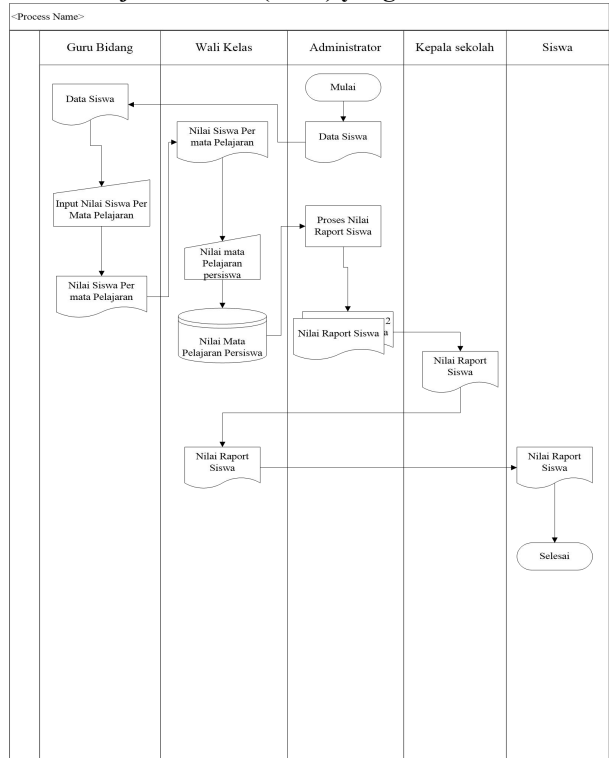 <Process Name>
Guru Bidang
Wali Kelas
Administrator
Kepala sekolah
Siswa
Mulai
Data Siswa
Data Siswa
Nilai Siswa Per
mata Pelajaran
Input Nilai Siswa Per
Mata Pelajaran
Proses Nilai
Raport Siswa
Nilai mata
Pelajaran
persiswa
Nilai Siswa Per
mata Pelajaran
Nilai Mata
Pelajaran Persiswa
2
Nilai Raport Siswa
Nilai Raport
Siswa
Nilai Raport
Siswa
Nilai Raport
Siswa
Selesai